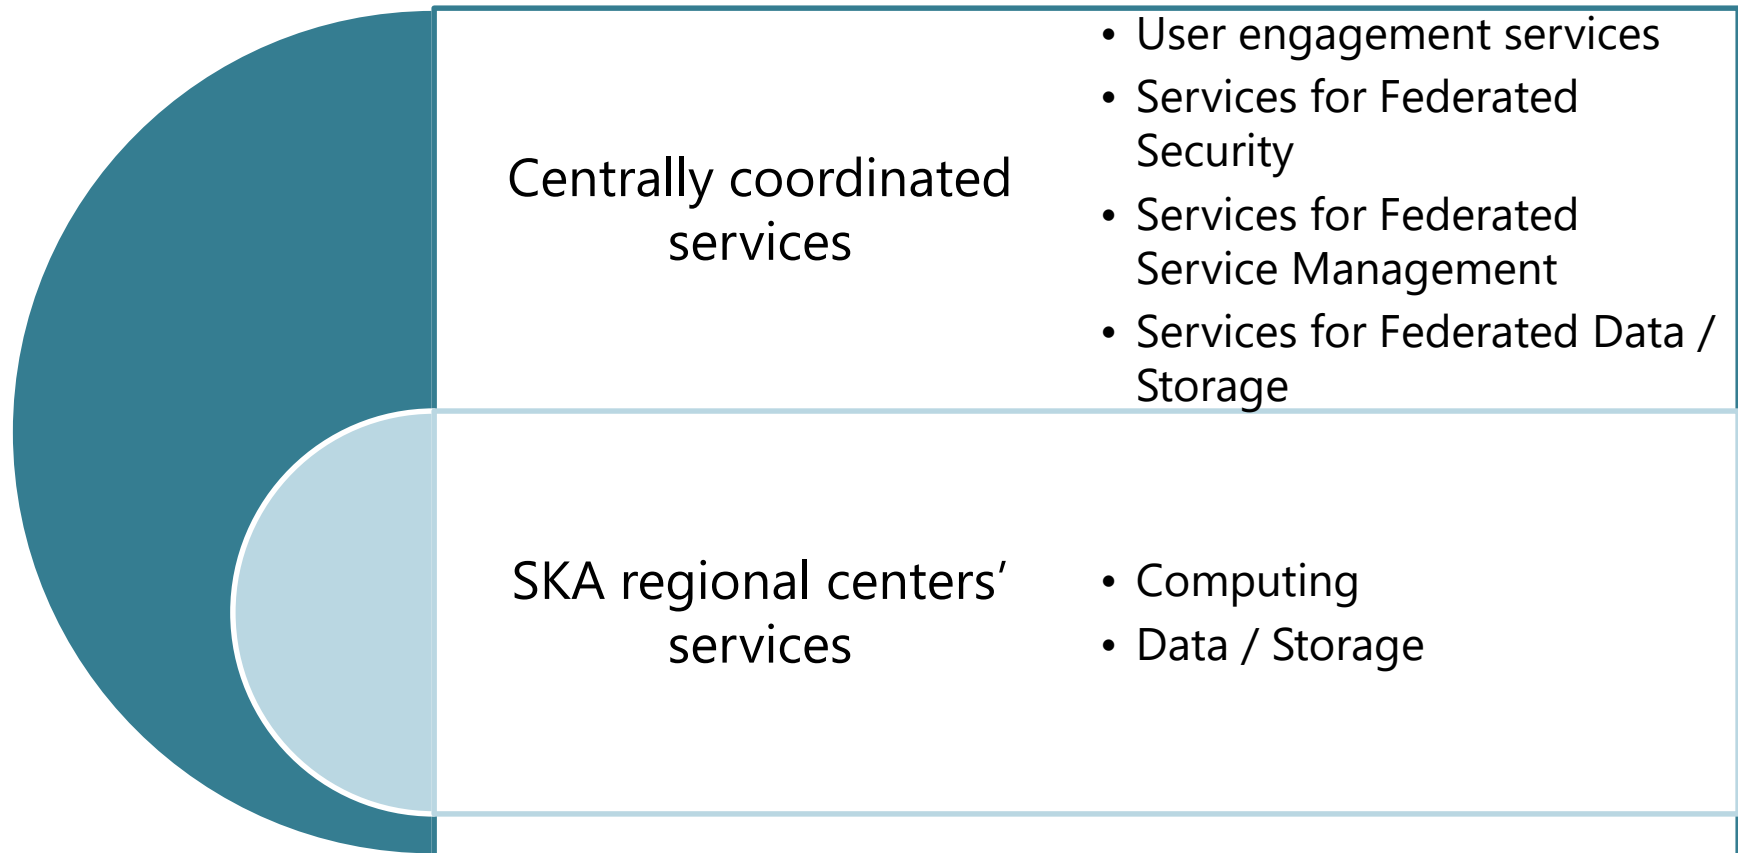 Centrally coordinated
services
• User engagement services
• Services for Federated
Security
• Services for Federated
Service Management
• Services for Federated Data /
Storage
SKA regional centers’
services
• Computing
• Data / Storage